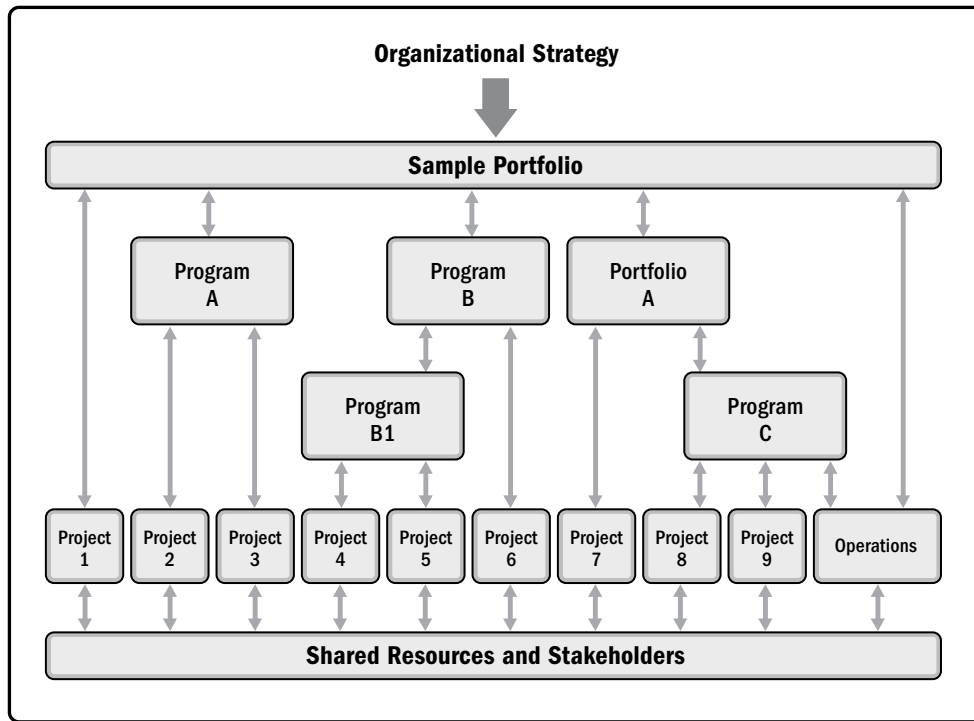 Organizational Strategy
Sample Portfolio
Program
A
Program
B
Portfolio
A
Program
B1
Program
C
Project
1
Project
2
Project
3
Project
4
Project
5
Project
6
Project
7
Project
8
Project
9
Operations
Shared Resources and Stakeholders